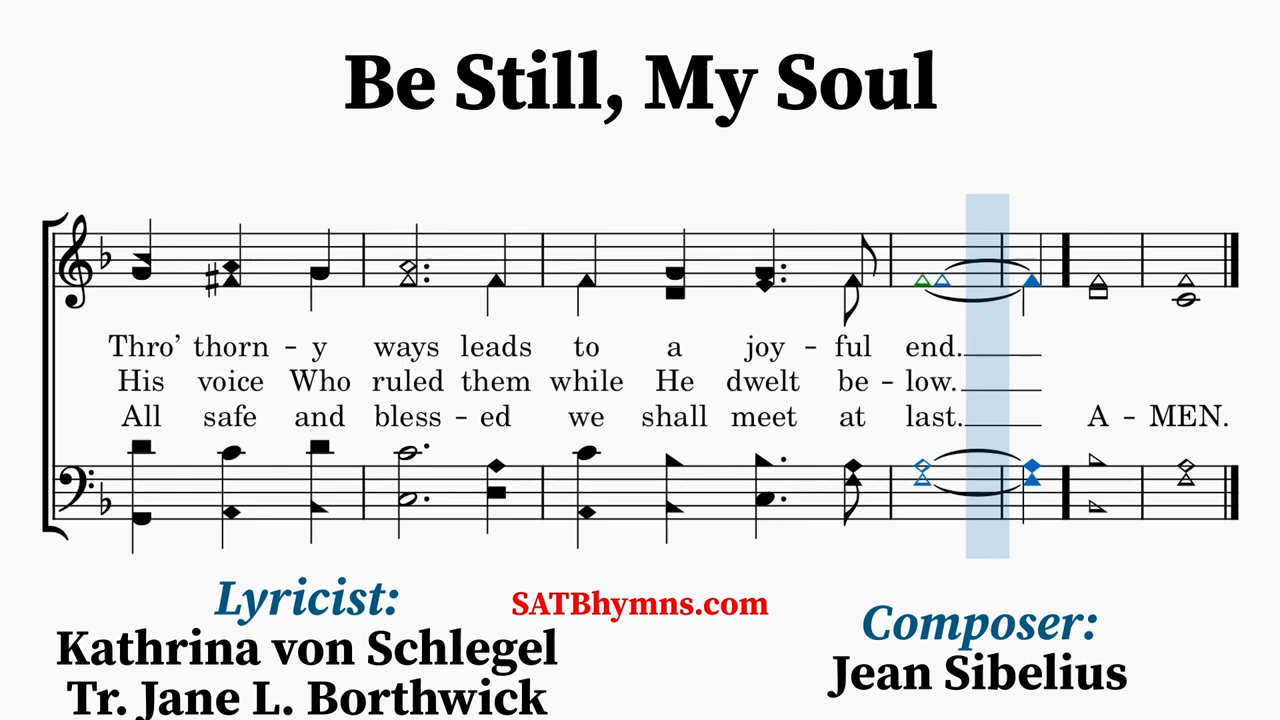 Be Still, My Soul
Thro’ thorn - y ways leads to a joy - ful end.
His voice Who ruled them while He dwelt be - low.
All safe and bless - ed we shall meet at last. A - MEN.
Lyricist:
Kathrina von Schlegel
Tr. Jane L. Borthwick
SATBhymns.com
Composer:
Jean Sibelius